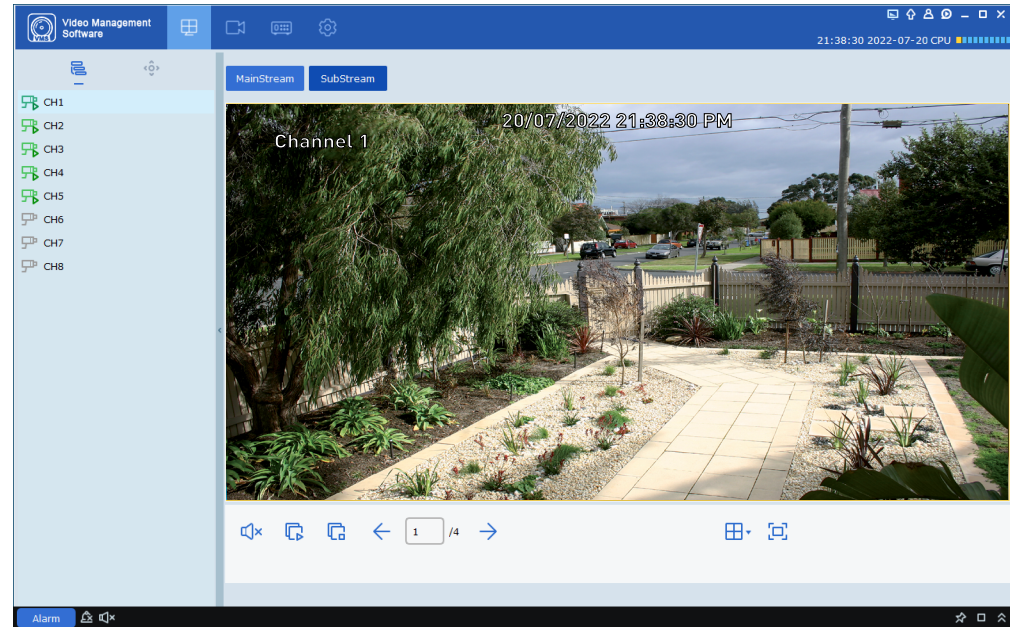 Video Management
Software
VMS
21:38:30 2022-07-20 CPU
MainStream
SubStream
CH1
CH2
CH3
CH4
CH5
CH6
CH7
CH8
20/07/2022 21:38:30 PM
Channel 1
1 /4
Alarm